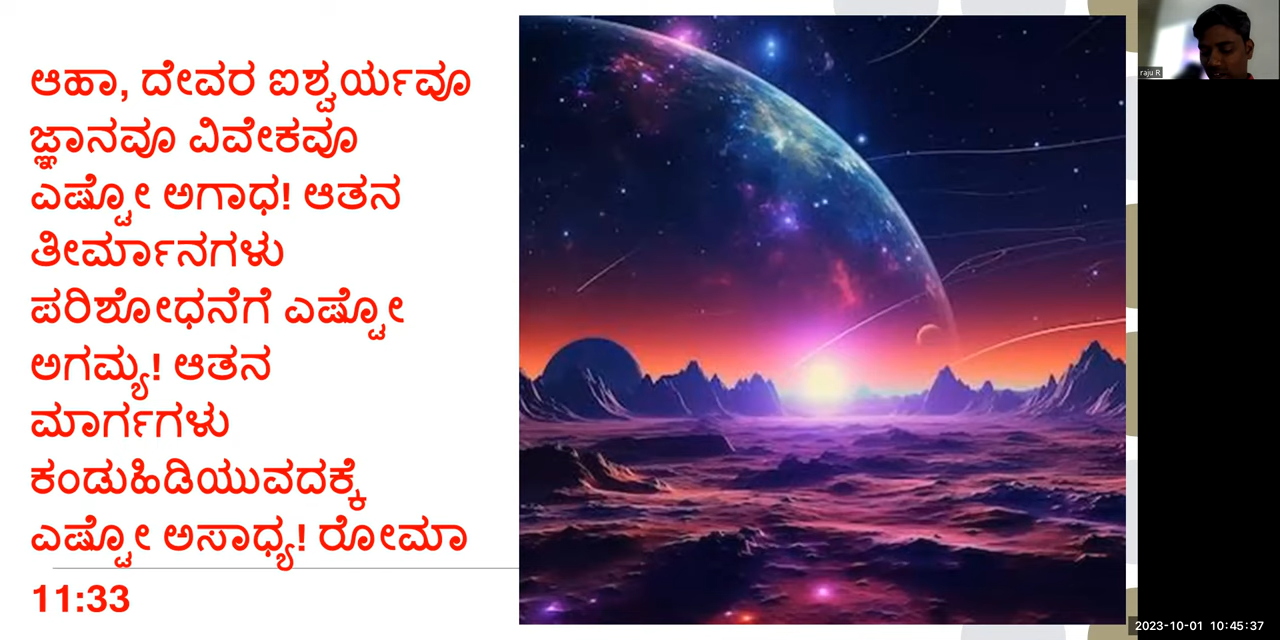 ಆಹಾ, ದೇವರ ಐಶ್ವರ್ಯವೂ
ಜ್ಞಾನವೂ ವಿವೇಕವೂ
ಎಷ್ಟೋ ಅಗಾಧ! ಆತನ
ತೀರ್ಮಾನಗಳು
ಪರಿಶೋಧನೆಗೆ ಎಷ್ಟೋ
ಅಗಮ್ಯ! ಆತನ
ಮಾರ್ಗಗಳು
ಕಂಡುಹಿಡಿಯುವದಕ್ಕೆ
ಎಷ್ಟೋ ಅಸಾಧ್ಯ! ರೋಮಾ
11:33
raju R
2023-10-01 10:45:37